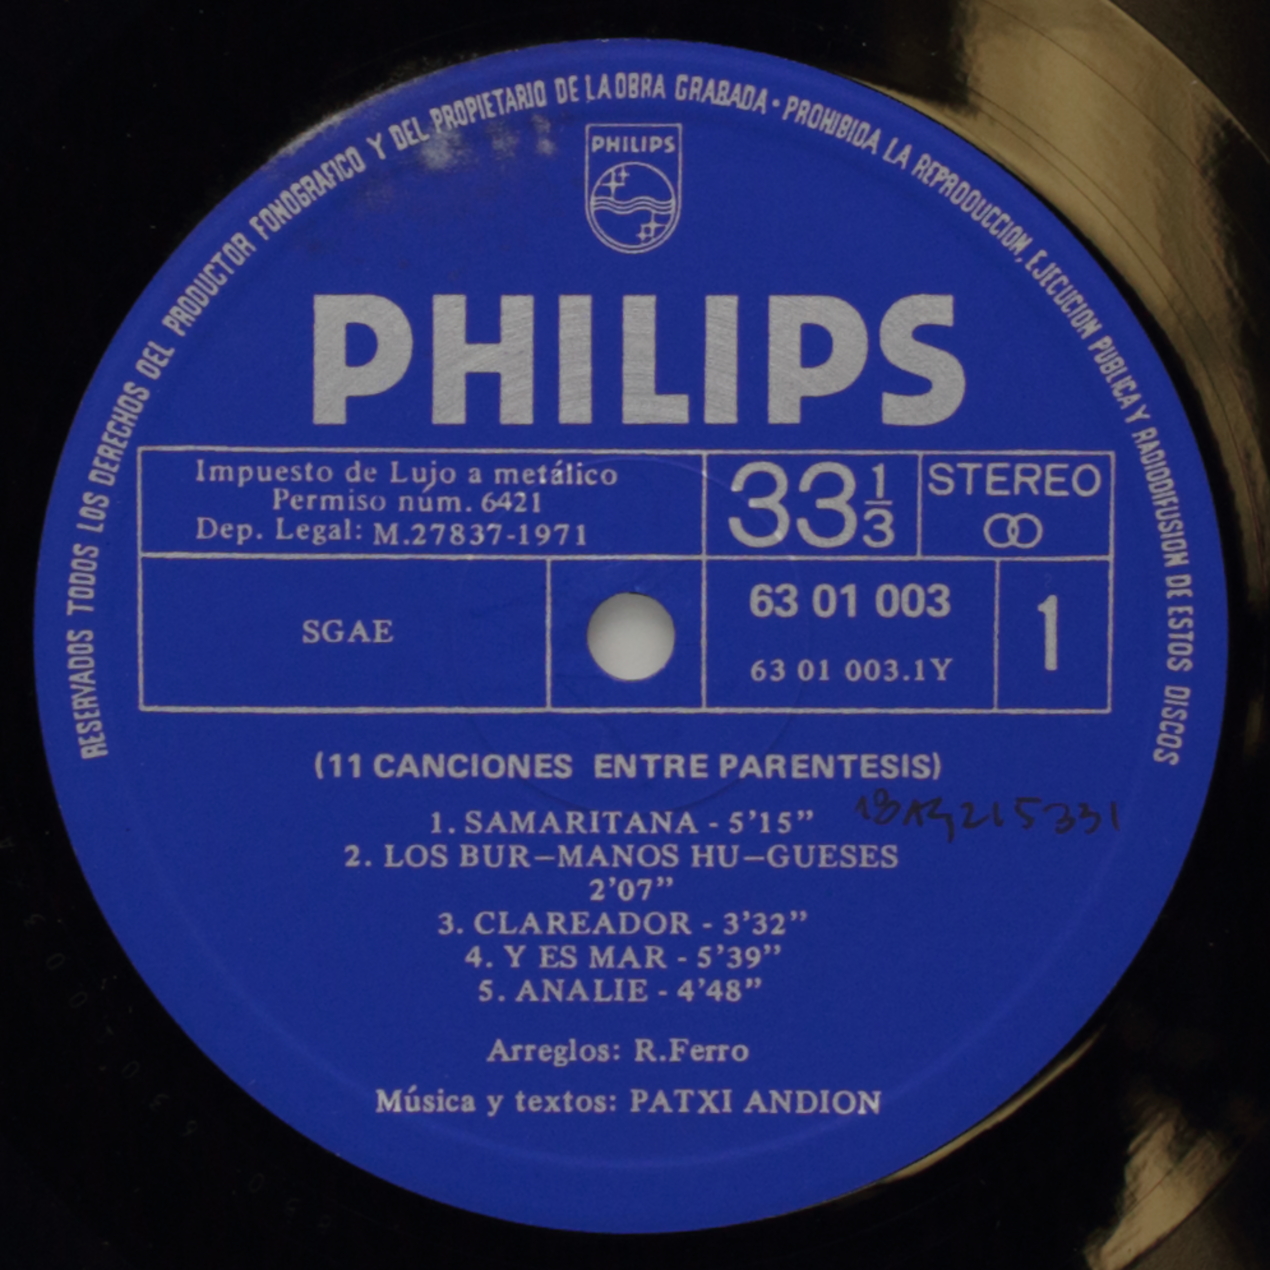 RESERVADOS TODOS LOS DERECHOS DEL PRODUCTOR FONOGRAFICO Y DEL PROPIETARIO DE LA OBRA GRABADA · PROHIBIDA LA REPRODUCCION, EJECUCION PUBLICA Y RADIODIFUSION DE ESTOS DISCOS
PHILIPS
PHILIPS
Impuesto de Lujo a metálico
Permiso núm. 6421
Dep. Legal: M.27837-1971
33 1/3
STEREO
SGAE
63 01 003
63 01 003.1Y
1
(11 CANCIONES ENTRE PARENTESIS)
1. SAMARITANA - 5'15”
2. LOS BUR—MANOS HU—GUESES
2'07”
3. CLAREADOR - 3'32”
4. Y ES MAR - 5'39”
5. ANALIE - 4'48”
Arreglos: R.Ferro
Música y textos: PATXI ANDION